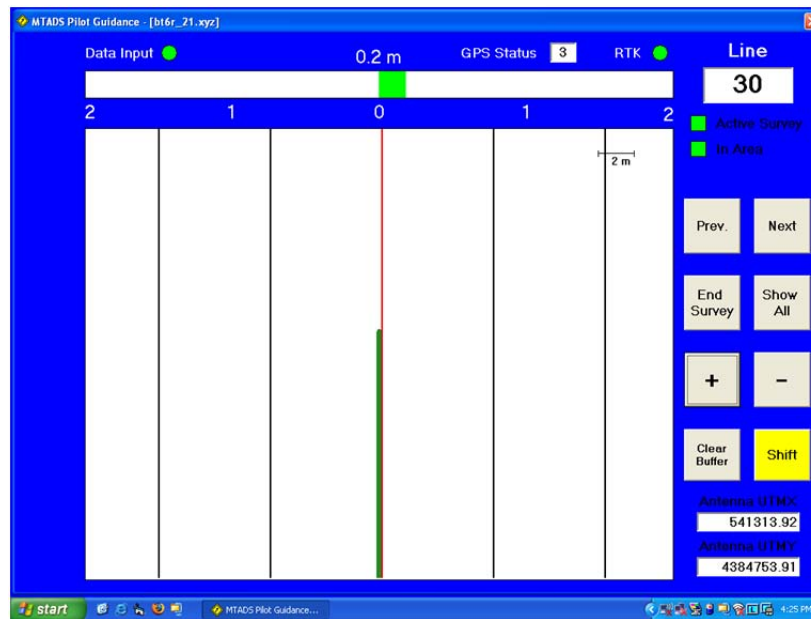 MTADS Pilot Guidance - [bt6r_21.xyz]
Data Input
0.2 m
GPS Status 3
RTK
Line
30
2 1 0 1 2
Active Survey
In Area
2 m
Prev. Next
End Survey
Show All
+ -
Clear Buffer
Shift
Antenna UTMX
541313.92
Antenna UTMY
4384753.91
start
MTADS Pilot Guidance...
4:25 PM